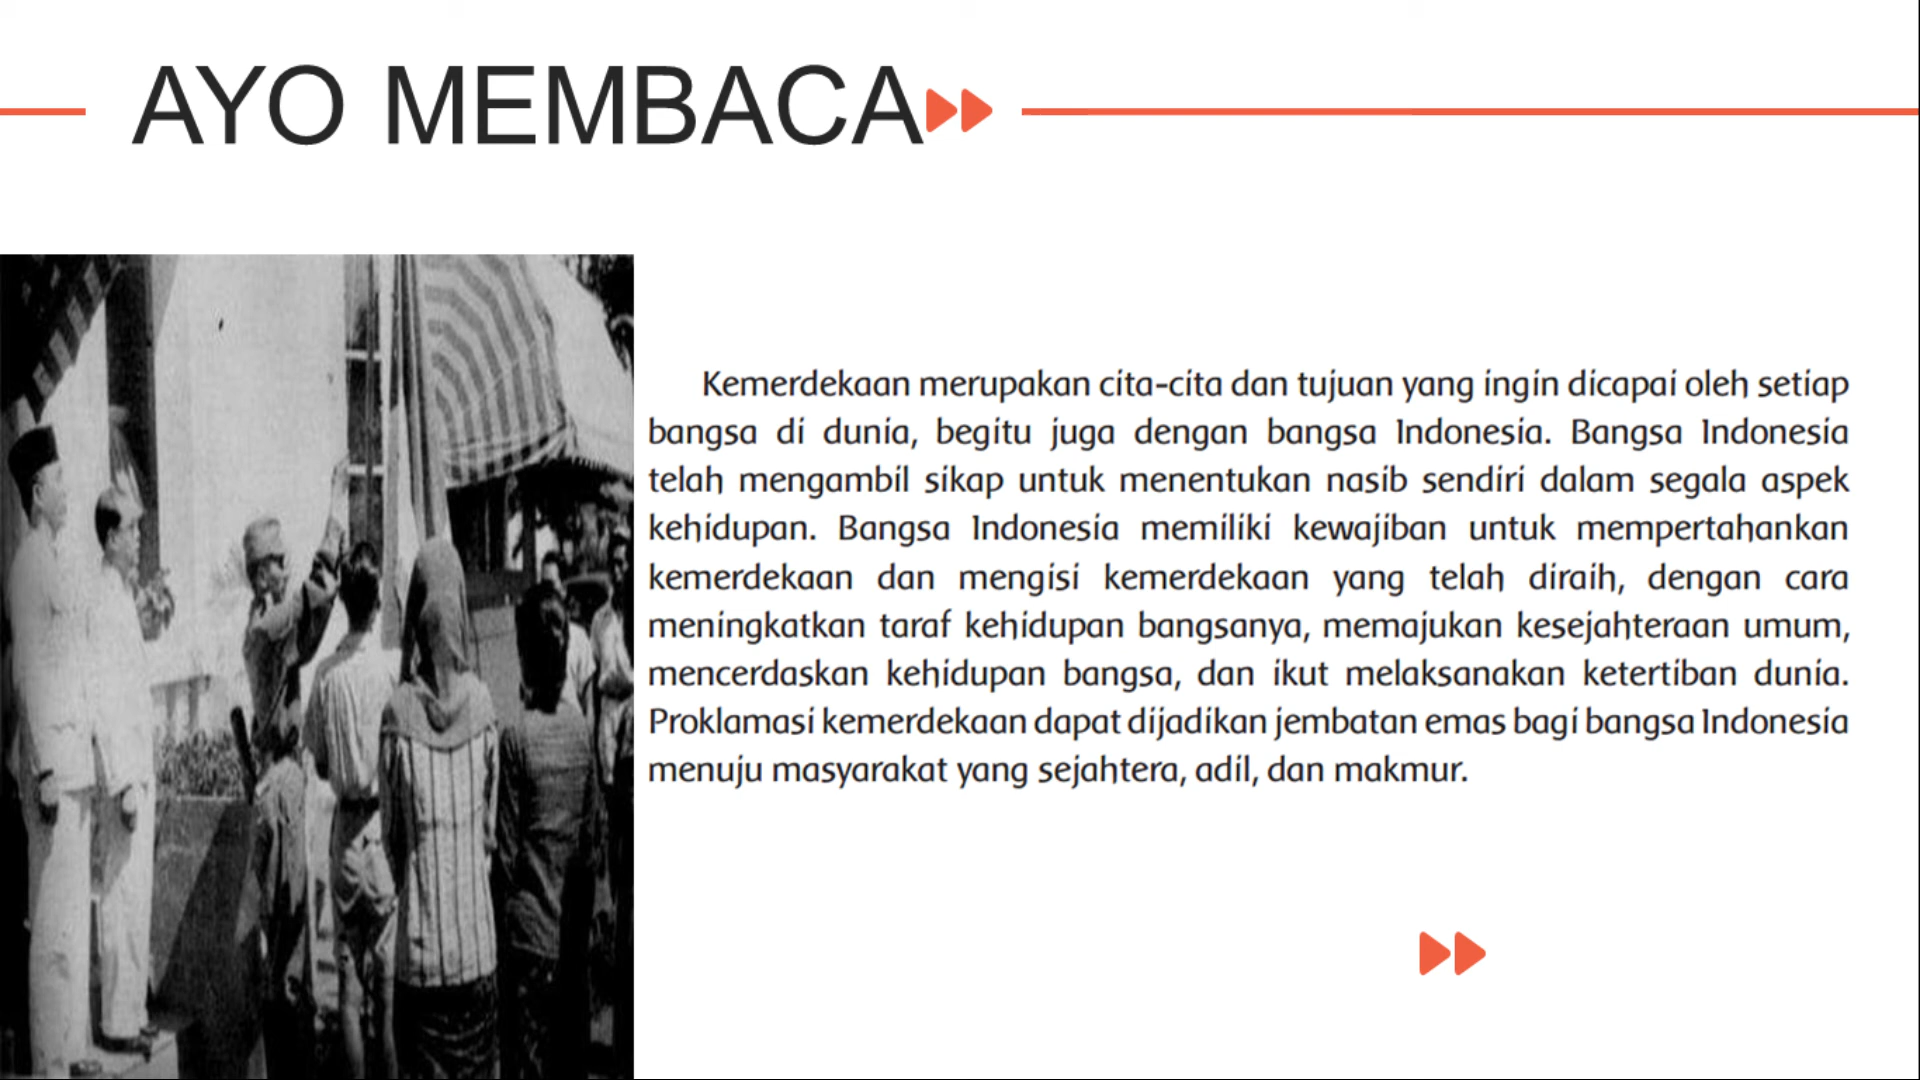 AYO MEMBACA
Kemerdekaan merupakan cita-cita dan tujuan yang ingin dicapai oleh setiap
bangsa di dunia, begitu juga dengan bangsa Indonesia. Bangsa Indonesia
telah mengambil sikap untuk menentukan nasib sendiri dalam segala aspek
kehidupan. Bangsa Indonesia memiliki kewajiban untuk mempertahankan
kemerdekaan dan mengisi kemerdekaan yang telah diraih, dengan cara
meningkatkan taraf kehidupan bangsanya, memajukan kesejahteraan umum,
mencerdaskan kehidupan bangsa, dan ikut melaksanakan ketertiban dunia.
Proklamasi kemerdekaan dapat dijadikan jembatan emas bagi bangsa Indonesia
menuju masyarakat yang sejahtera, adil, dan makmur.